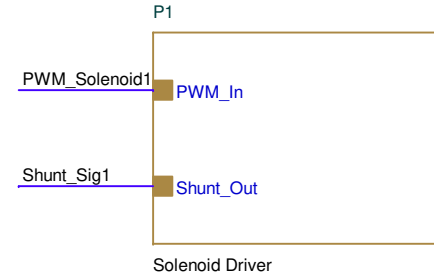 P1
PWM_Solenoid1
PWM_In
Shunt_Sig1
Shunt_Out
Solenoid Driver